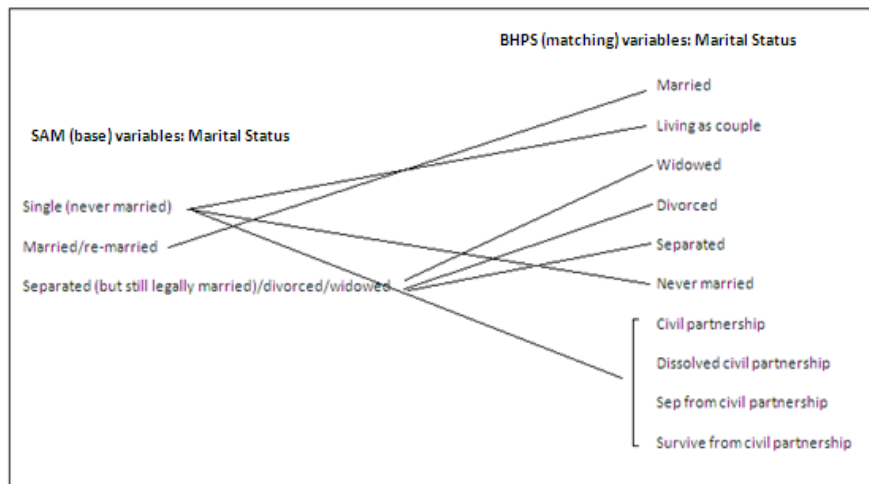 BHPS (matching) variables: Marital Status
Married
Living as couple
SAM (base) variables: Marital Status
Widowed
Single (never married)
Divorced
Married/re-married
Separated
Separated (but still legally married)/divorced/widowed
Never married
Civil partnership
Dissolved civil partnership
Sep from civil partnership
Survive from civil partnership